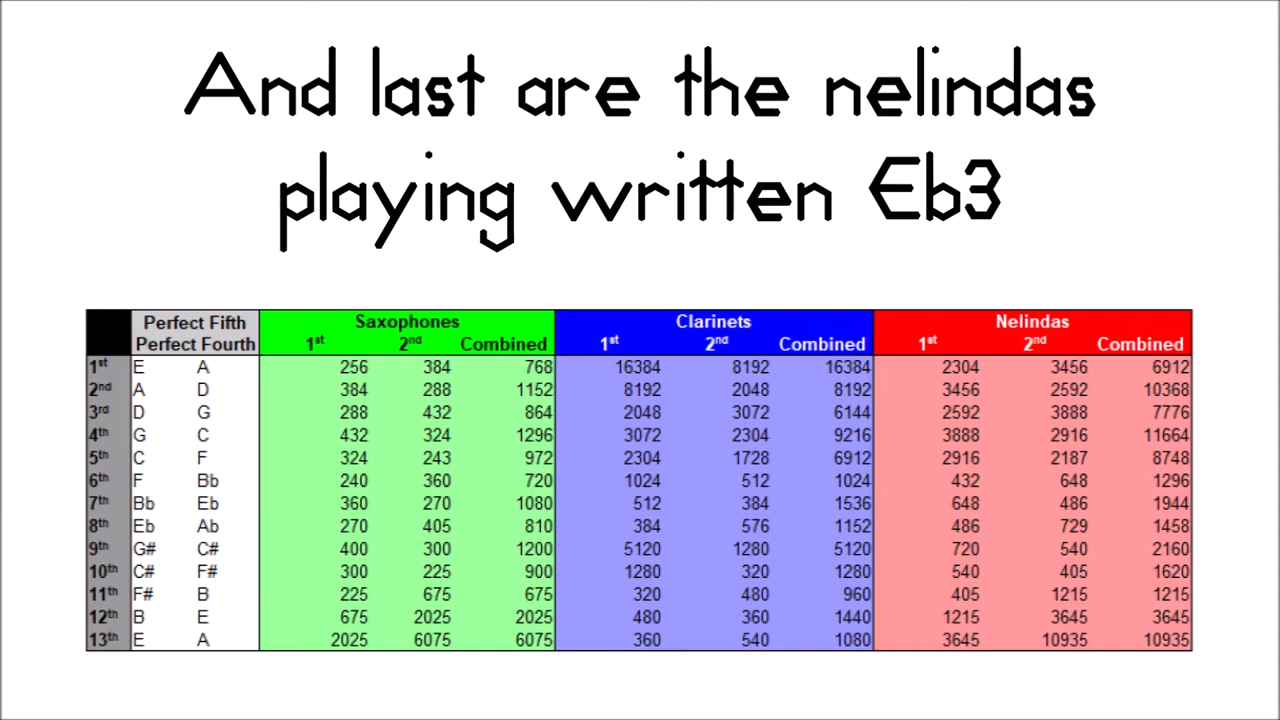 And last are the nelindas
playing written Eb3
Perfect Fifth Saxophones Clarinets Nelindas
Perfect Fourth 1st 2nd Combined 1st 2nd Combined 1st 2nd Combined
1st E A 256 384 768 16384 8192 16384 2304 3456 6912
2nd A D 384 288 1152 8192 2048 8192 3456 2592 10368
3rd D G 288 432 864 2048 3072 6144 2592 3888 7776
4th G C 432 324 1296 3072 2304 9216 3888 2916 11664
5th C F 324 243 972 2304 1728 6912 2916 2187 8748
6th F Bb 240 360 720 1024 512 1024 432 648 1296
7th Bb Eb 360 270 1080 512 384 1536 648 486 1944
8th Eb Ab 270 405 810 384 576 1152 486 729 1458
9th G# C# 400 300 1200 5120 1280 5120 720 540 2160
10th C# F# 300 225 900 1280 320 1280 540 405 1620
11th F# B 225 675 675 320 480 960 405 1215 1215
12th B E 675 2025 2025 480 360 1440 1215 3645 3645
13th E A 2025 6075 6075 360 540 1080 3645 10935 10935